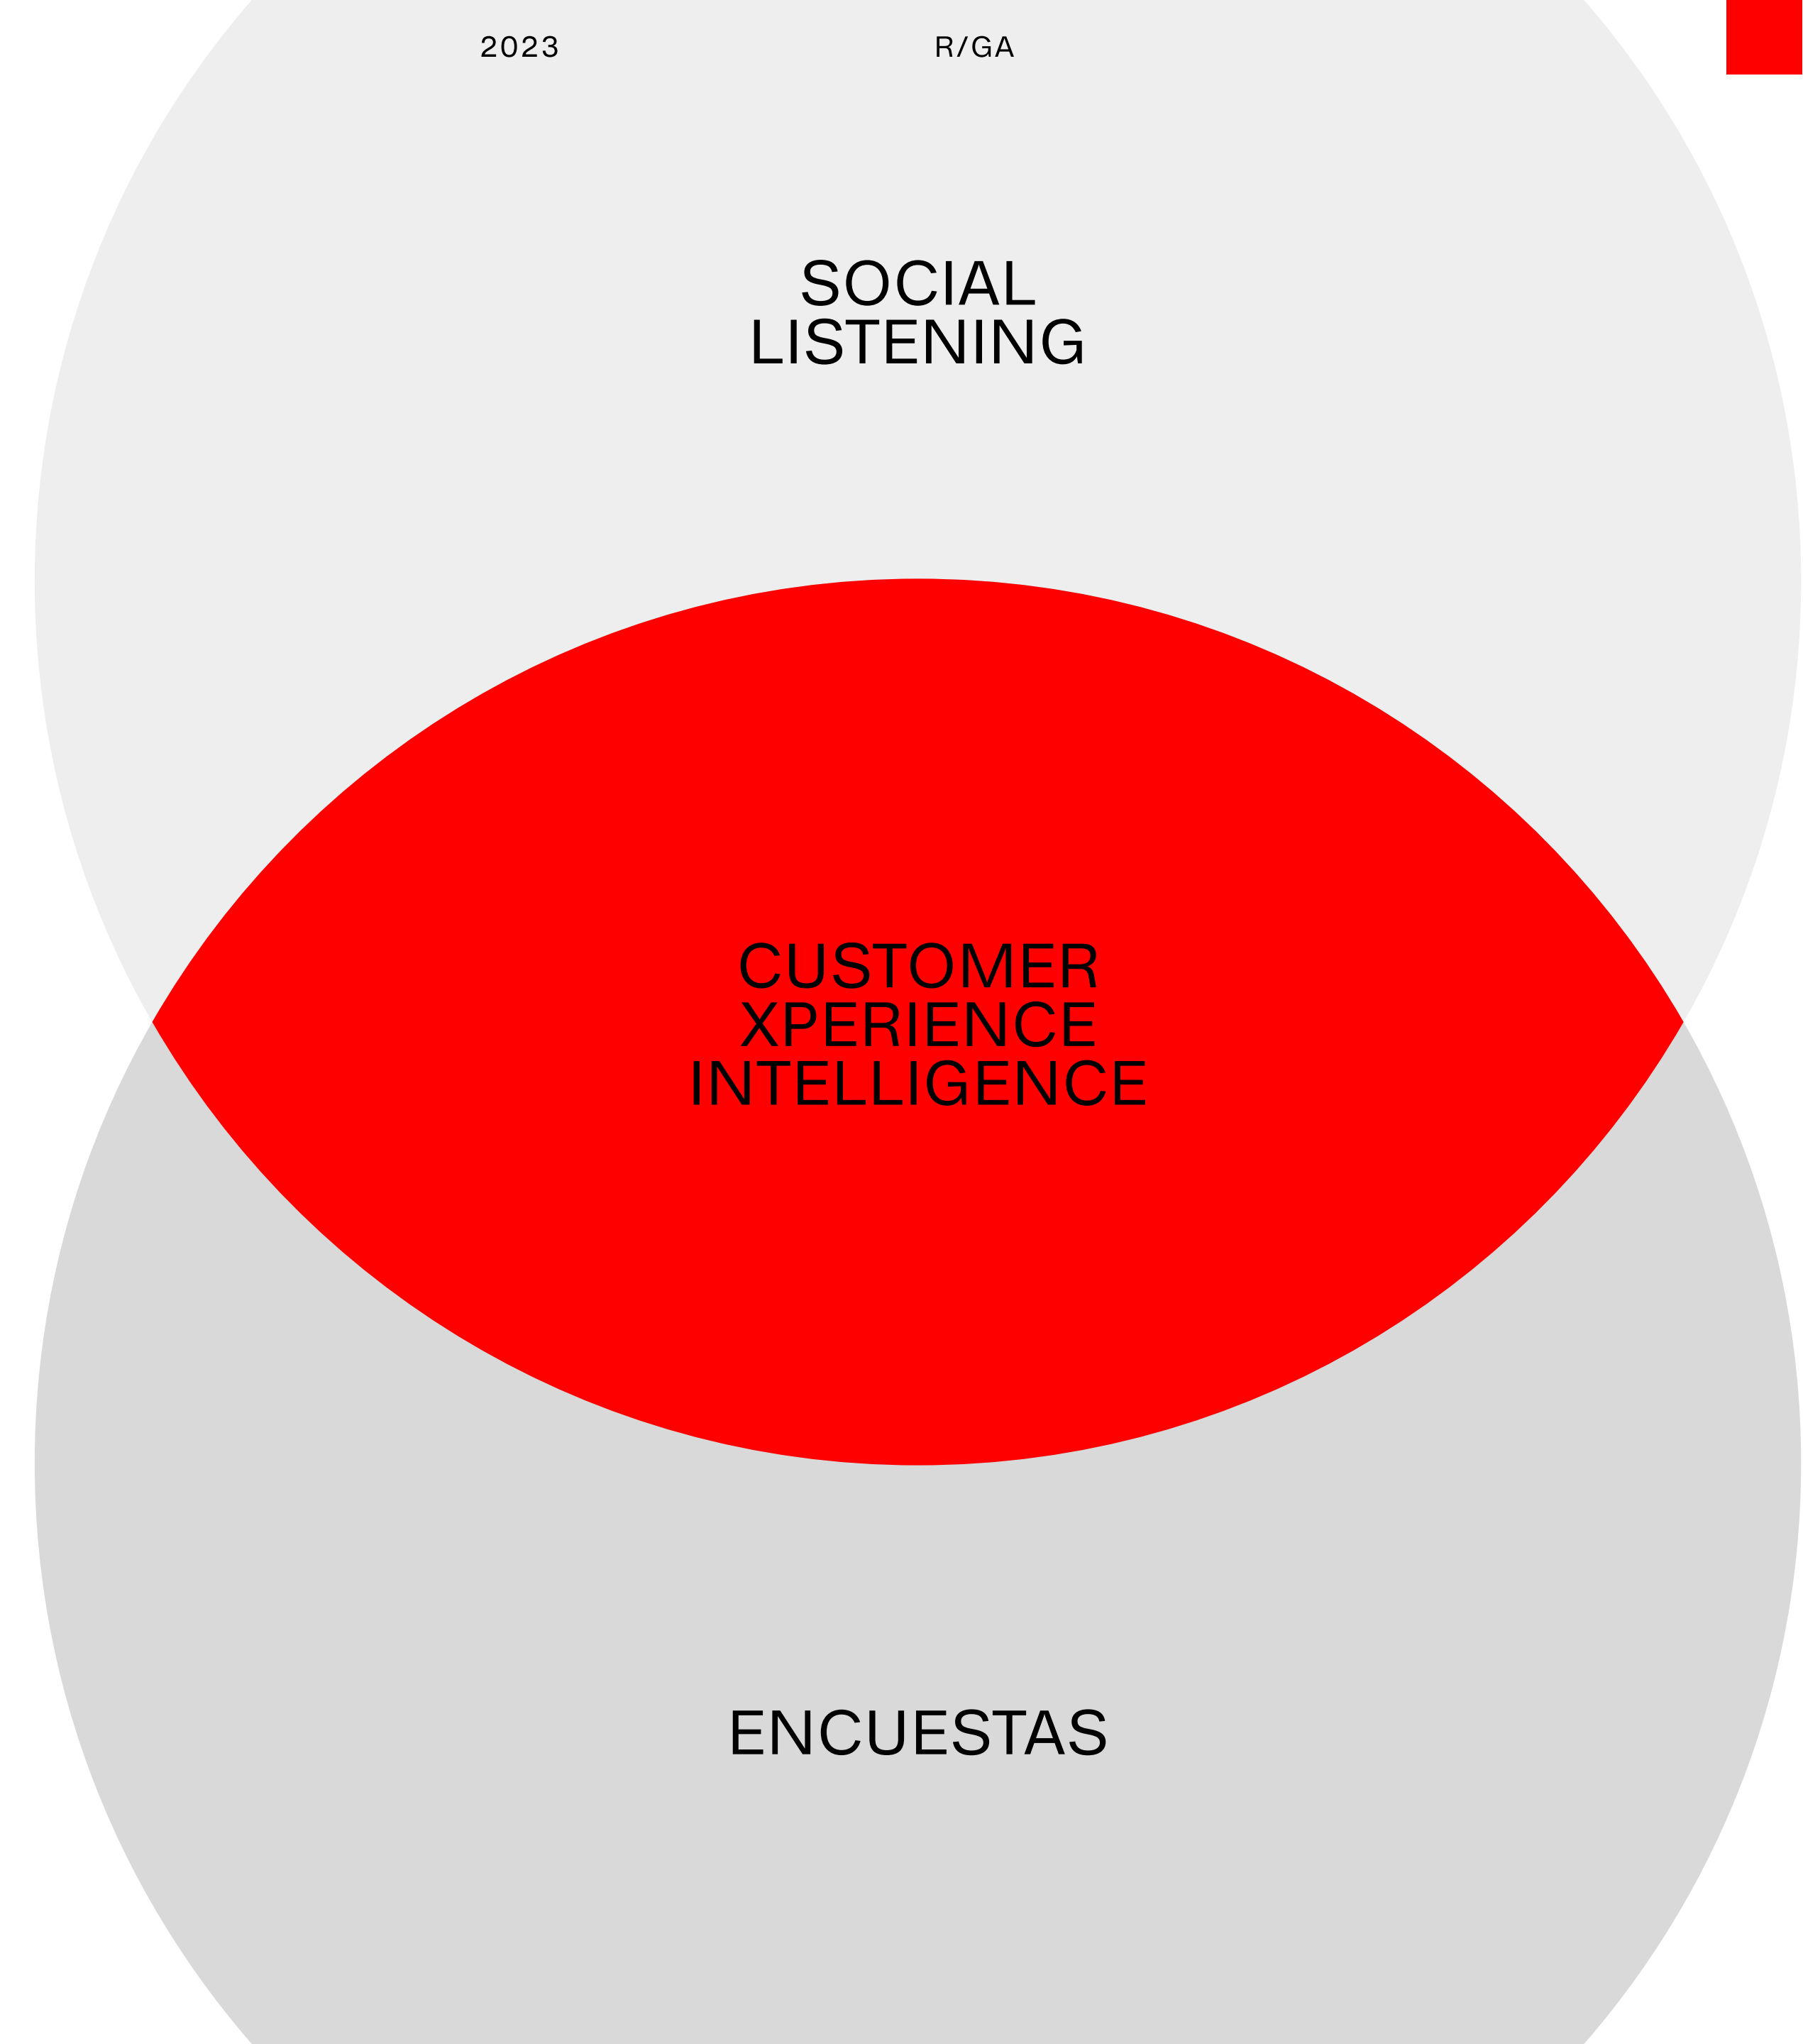 2023
R/GA
SOCIAL
LISTENING
CUSTOMER
XPERIENCE
INTELLIGENCE
ENCUESTAS